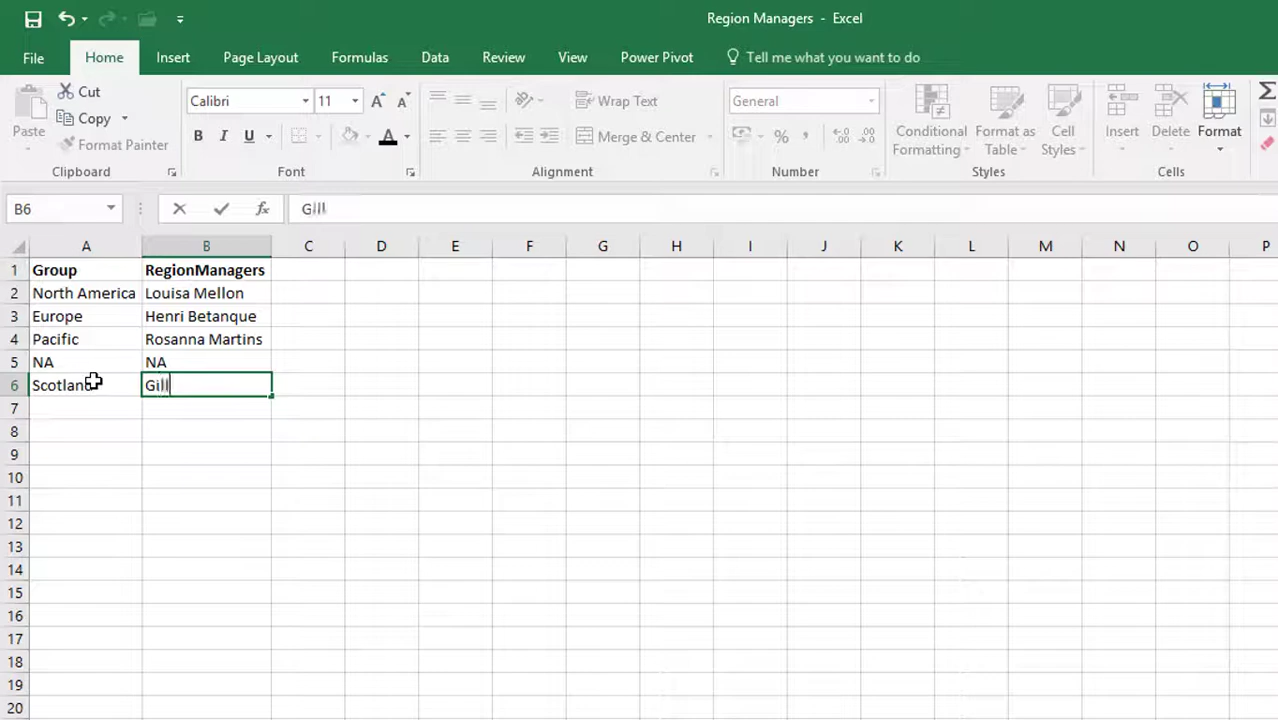 Region Managers - Excel
File Home Insert Page Layout Formulas Data Review View Power Pivot Tell me what you want to do
Paste
Cut
Copy
Format Painter
Clipboard
Calibri 11 A A
B I U A
Font
Wrap Text
Merge & Center
Alignment
General
%
Number
Conditional Formatting
Format as Table
Cell Styles
Styles
Insert
Delete
Format
Cells
B6 fx Gill
A B C D E F G H I J K L M N O P
1 Group RegionManagers
2 North America Louisa Mellon
3 Europe Henri Betanque
4 Pacific Rosanna Martins
5 NA NA
6 Scotland Gill
7
8
9
10
11
12
13
14
15
16
17
18
19
20